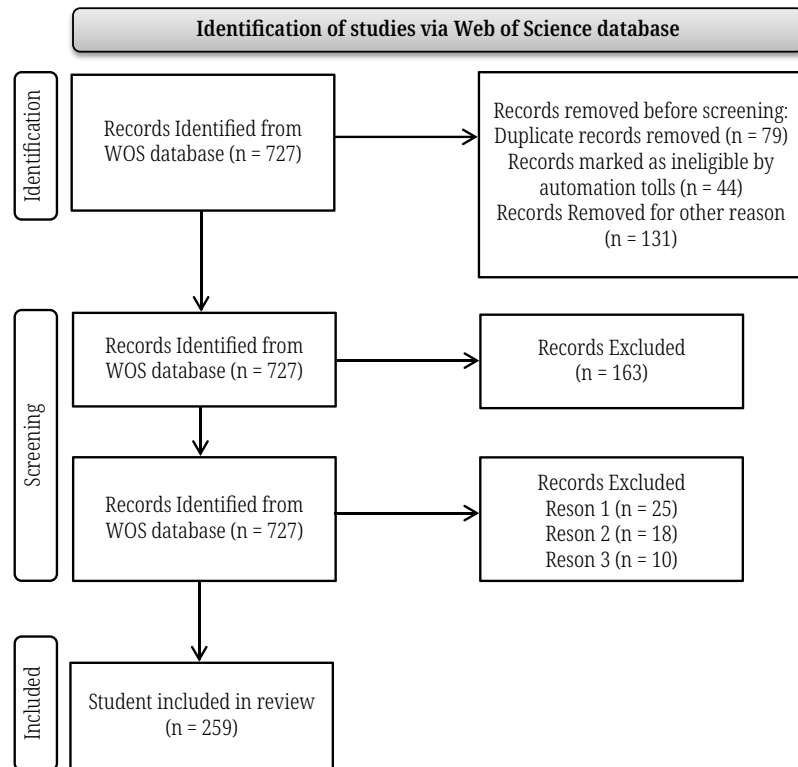 Identification of studies via Web of Science database
Identification
Records Identified from
WOS database (n = 727)
Records removed before screening:
Duplicate records removed (n = 79)
Records marked as ineligible by
automation tolls (n = 44)
Records Removed for other reason
(n = 131)
Screening
Records Identified from
WOS database (n = 727)
Records Excluded
(n = 163)
Records Identified from
WOS database (n = 727)
Records Excluded
Reson 1 (n = 25)
Reson 2 (n = 18)
Reson 3 (n = 10)
Included
Student included in review
(n = 259)